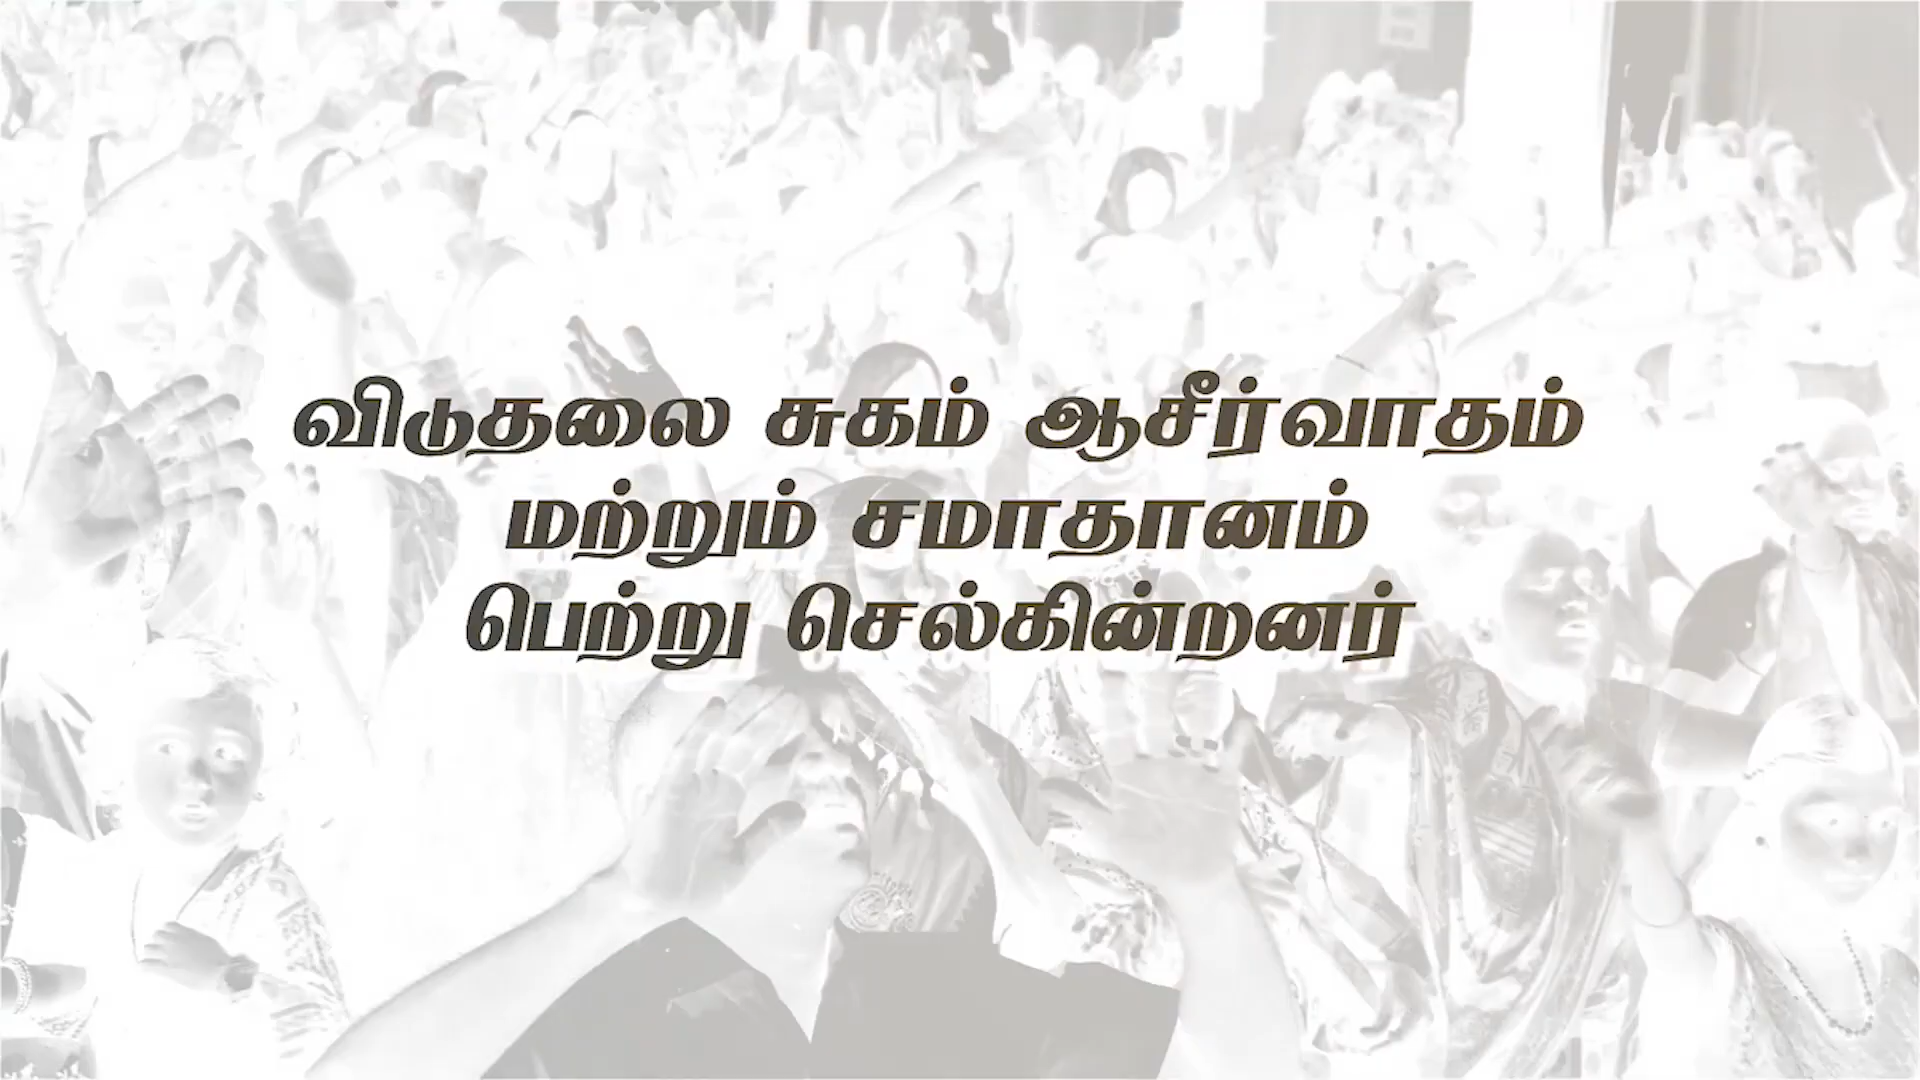 விடுதலை சுகம் ஆசீர்வாதம்
மற்றும் சமாதானம்
பெற்று செல்கின்றனர்